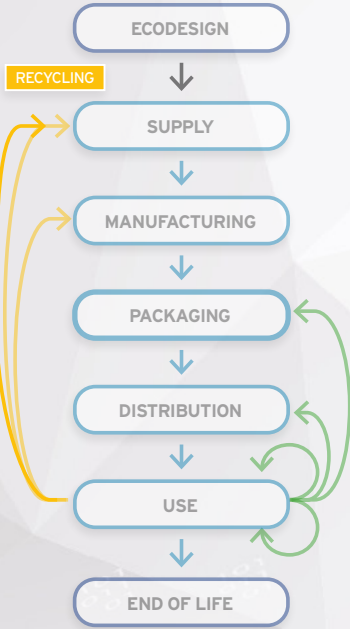 ECODESIGN
RECYCLING
SUPPLY
MANUFACTURING
PACKAGING
DISTRIBUTION
USE
END OF LIFE